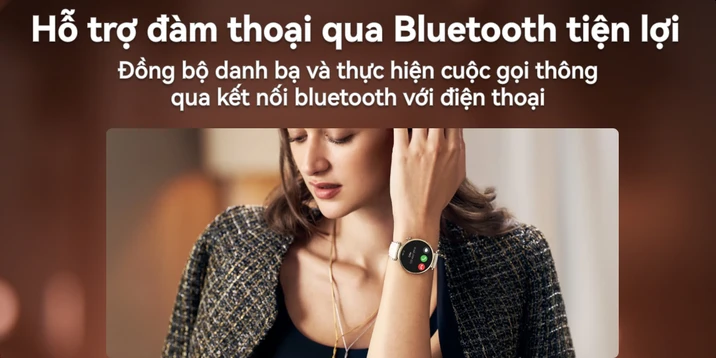 Hỗ trợ đàm thoại qua Bluetooth tiện lợi
Đồng bộ danh bạ và thực hiện cuộc gọi thông
qua kết nối bluetooth với điện thoại